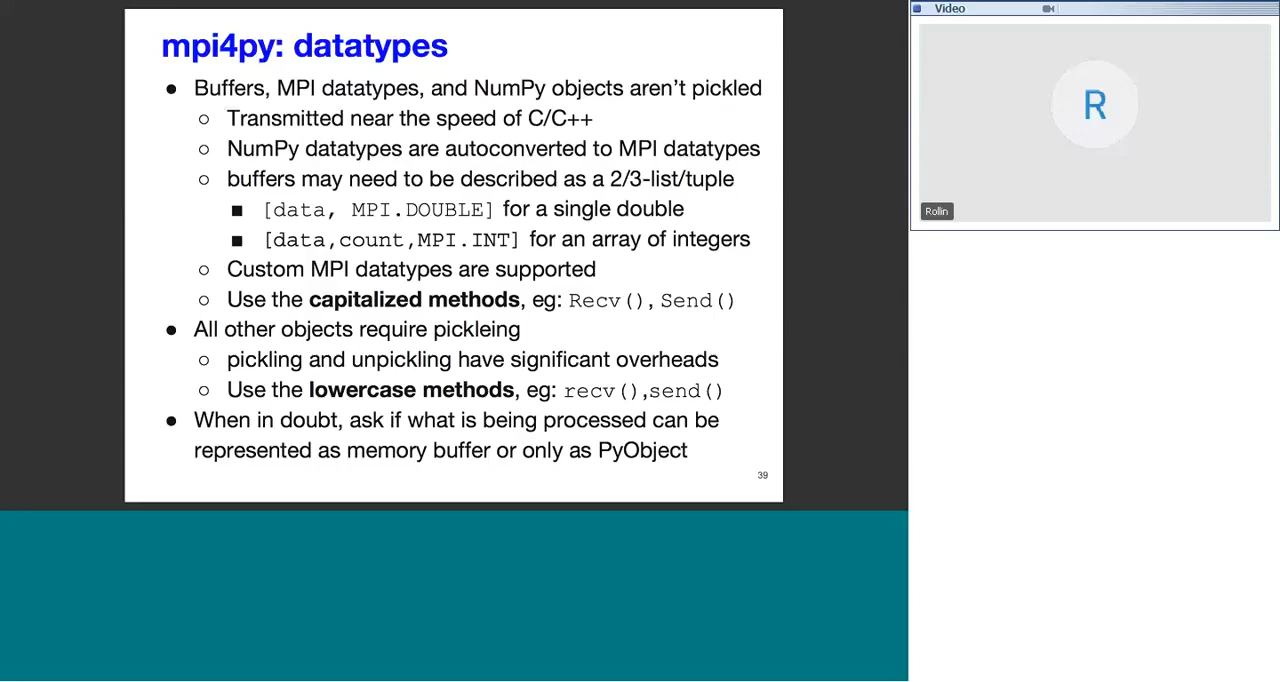 mpi4py: datatypes
● Buffers, MPI datatypes, and NumPy objects aren't pickled
○ Transmitted near the speed of C/C++
○ NumPy datatypes are autoconverted to MPI datatypes
○ buffers may need to be described as a 2/3-list/tuple
■ [data, MPI.DOUBLE] for a single double
■ [data,count,MPI.INT] for an array of integers
○ Custom MPI datatypes are supported
○ Use the capitalized methods, eg: Recv(), Send()
● All other objects require pickleing
○ pickling and unpickling have significant overheads
○ Use the lowercase methods, eg: recv(),send()
● When in doubt, ask if what is being processed can be
represented as memory buffer or only as PyObject
39
Video
R
Rolin